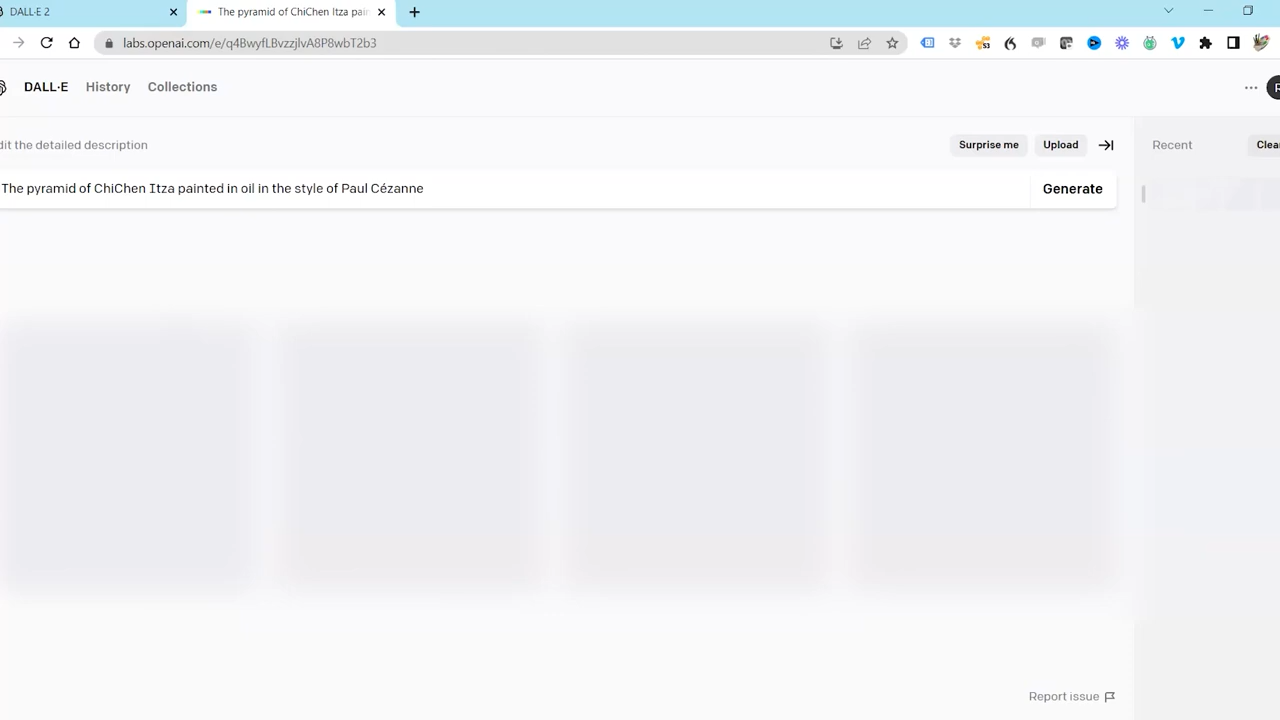 DALL·E 2
The pyramid of ChiChen Itza pain
labs.openai.com/e/q4BwyfLBvzzjlvA8P8wbT2b3
53
DALL·E History Collections
dit the detailed description
Surprise me Upload
Recent Clea
The pyramid of ChiChen Itza painted in oil in the style of Paul Cézanne
Generate
Report issue